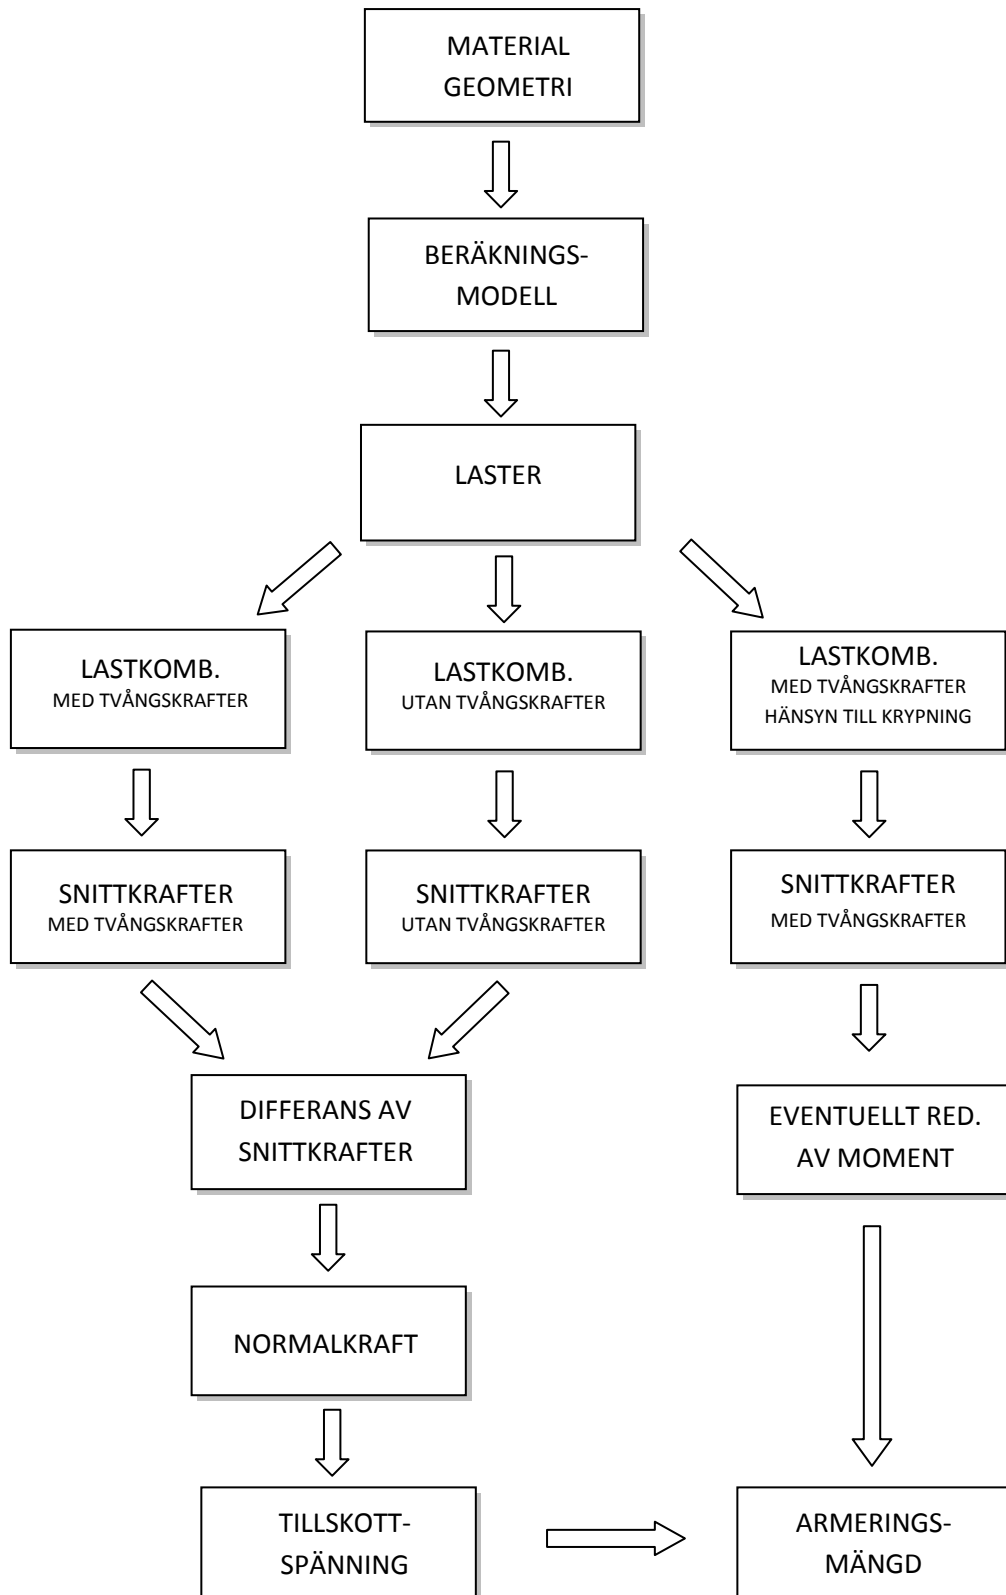 MATERIAL
GEOMETRI
BERÄKNINGS-
MODELL
LASTER
LASTKOMB.
MED TVÅNGSKRAFTER
LASTKOMB.
UTAN TVÅNGSKRAFTER
LASTKOMB.
MED TVÅNGSKRAFTER
HÄNSYN TILL KRYPNING
SNITTKRAFTER
MED TVÅNGSKRAFTER
SNITTKRAFTER
UTAN TVÅNGSKRAFTER
SNITTKRAFTER
MED TVÅNGSKRAFTER
DIFFERANS AV
SNITTKRAFTER
EVENTUELLT RED.
AV MOMENT
NORMALKRAFT
TILLSKOTT-
SPÄNNING
ARMERINGS-
MÄNGD